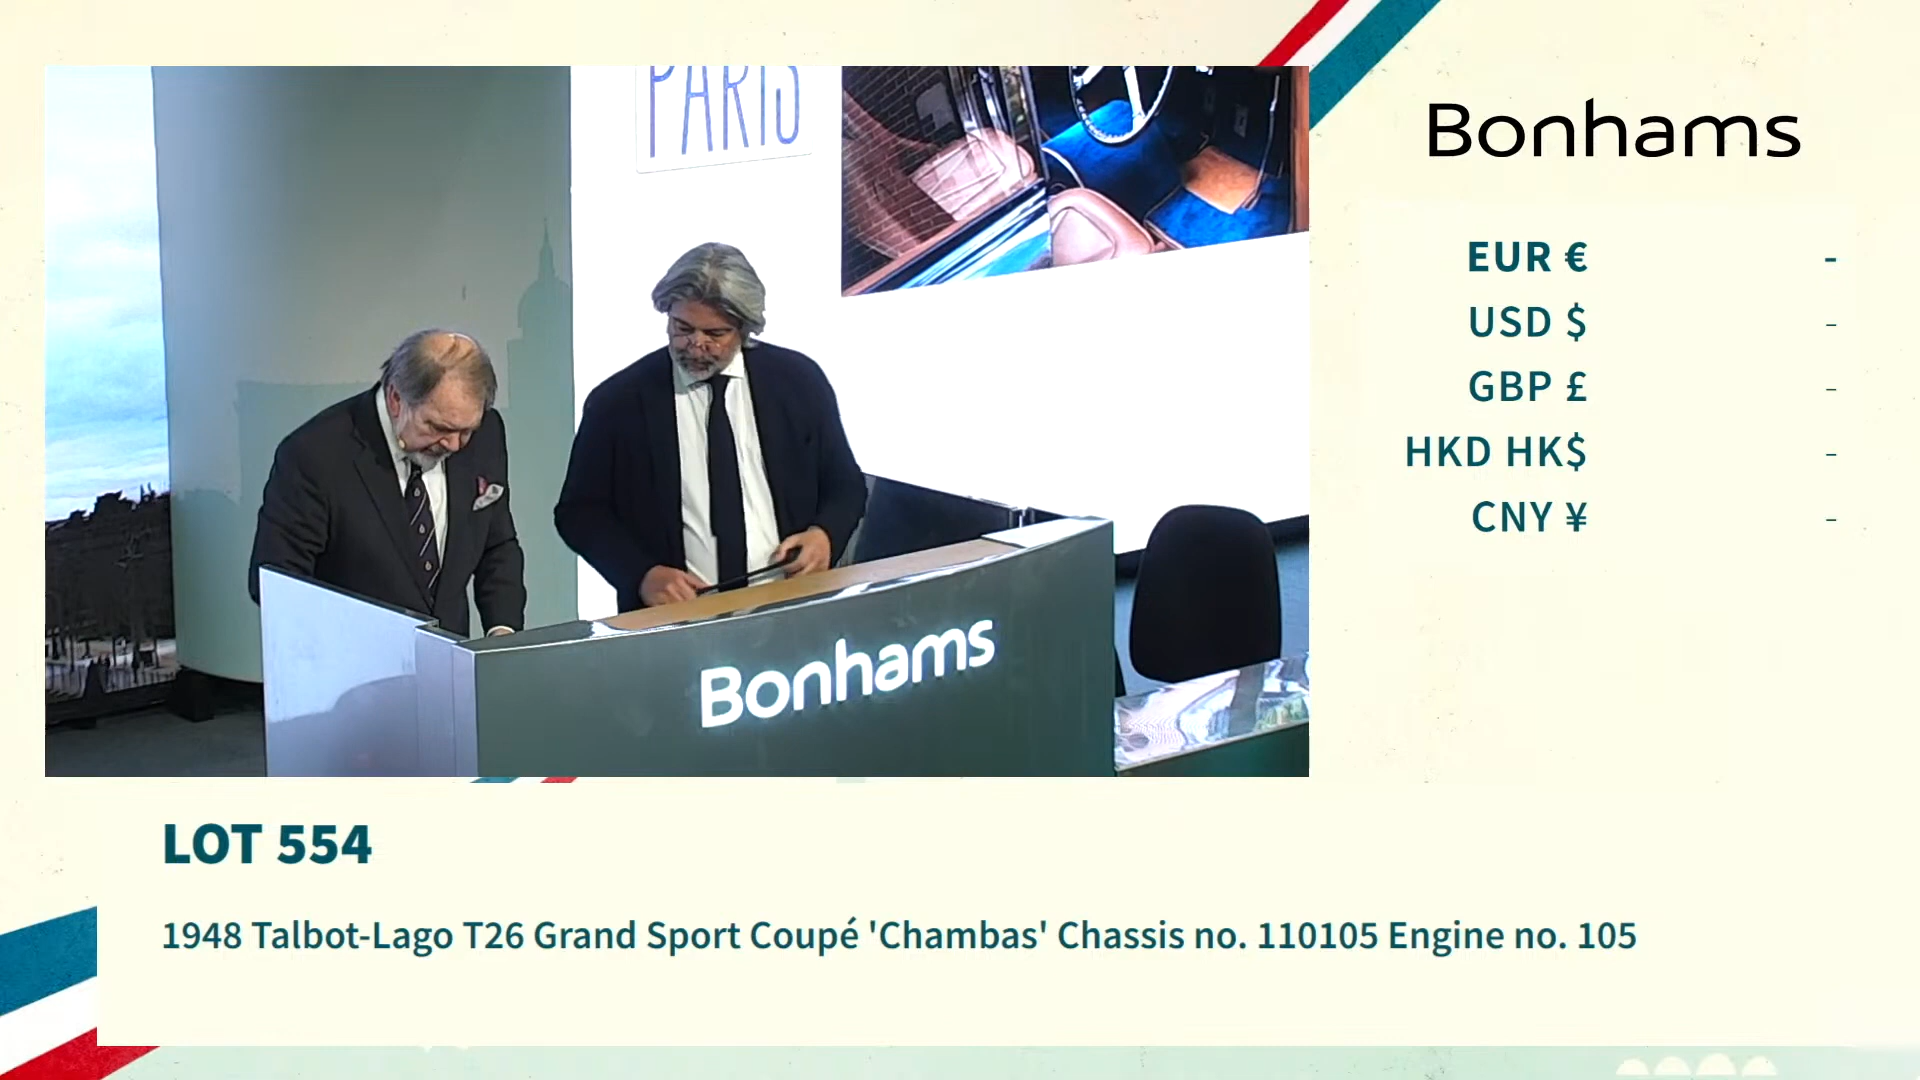 PARIS
Bonhams
Bonhams
EUR € -
USD $ -
GBP £ -
HKD HK$ -
CNY ¥ -
LOT 554
1948 Talbot-Lago T26 Grand Sport Coupé 'Chambas' Chassis no. 110105 Engine no. 105